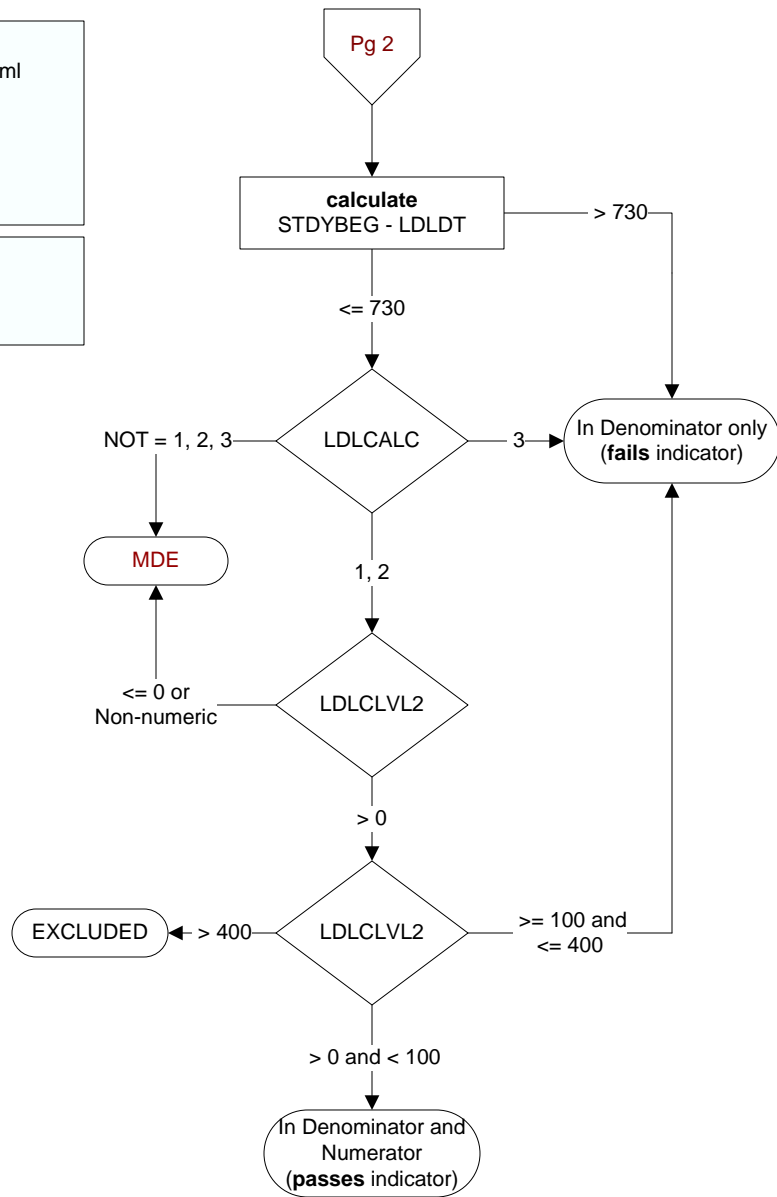 Pg 2
ml
calculate
STDYBEG - LDLDT
> 730
<= 730
NOT = 1, 2, 3
LDLCALC
3
In Denominator only
(fails indicator)
MDE
1, 2
<= 0 or
Non-numeric
LDLCLVL2
> 0
EXCLUDED
> 400
LDLCLVL2
>= 100 and
<= 400
> 0 and < 100
In Denominator and
Numerator
(passes indicator)